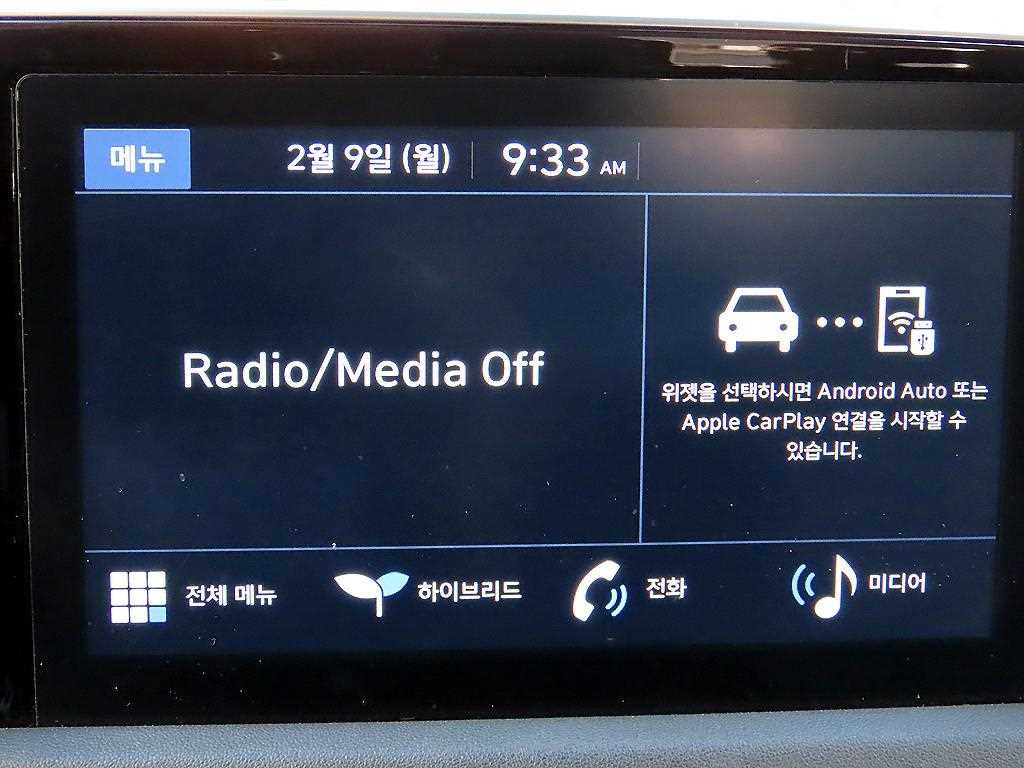 메뉴
2월 9일 (월)
9:33 AM
Radio/Media Off
위젯을 선택하시면 Android Auto 또는
Apple CarPlay 연결을 시작할 수
있습니다.
전체 메뉴
하이브리드
전화
미디어